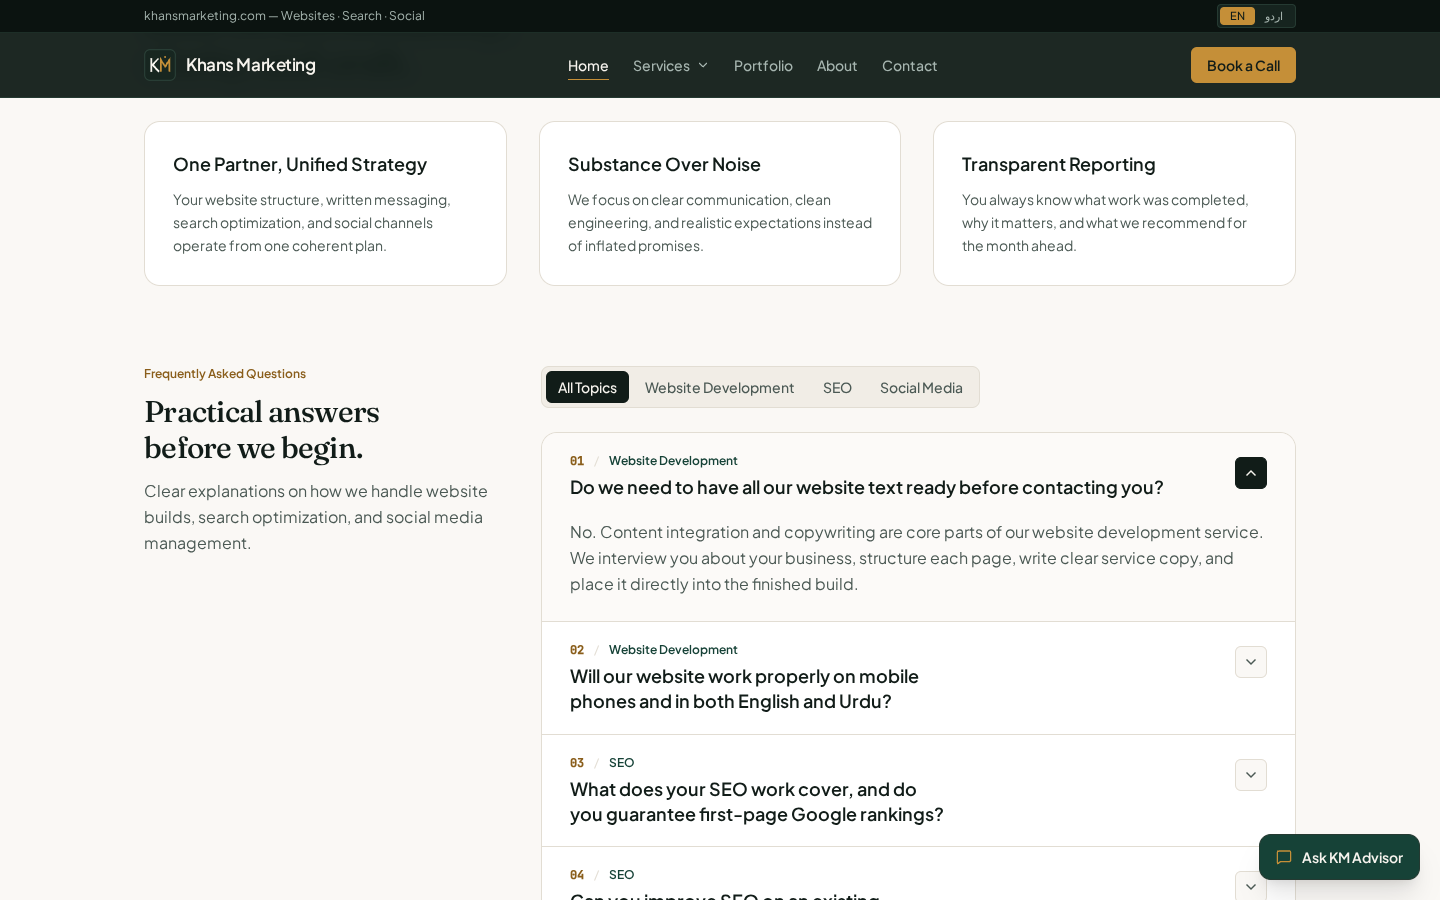 khansmarketing.com — Websites · Search · Social
EN
اردو
KM
Khans Marketing
Home
Services
Portfolio
About
Contact
Book a Call
One Partner, Unified Strategy
Your website structure, written messaging,
search optimization, and social channels
operate from one coherent plan.
Substance Over Noise
We focus on clear communication, clean
engineering, and realistic expectations instead
of inflated promises.
Transparent Reporting
You always know what work was completed,
why it matters, and what we recommend for
the month ahead.
Frequently Asked Questions
Practical answers
before we begin.
Clear explanations on how we handle website
builds, search optimization, and social media
management.
All Topics
Website Development
SEO
Social Media
01 / Website Development
Do we need to have all our website text ready before contacting you?
No. Content integration and copywriting are core parts of our website development service.
We interview you about your business, structure each page, write clear service copy, and
place it directly into the finished build.
02 / Website Development
Will our website work properly on mobile
phones and in both English and Urdu?
03 / SEO
What does your SEO work cover, and do
you guarantee first-page Google rankings?
04 / SEO
Can you improve SEO on an existing
Ask KM Advisor